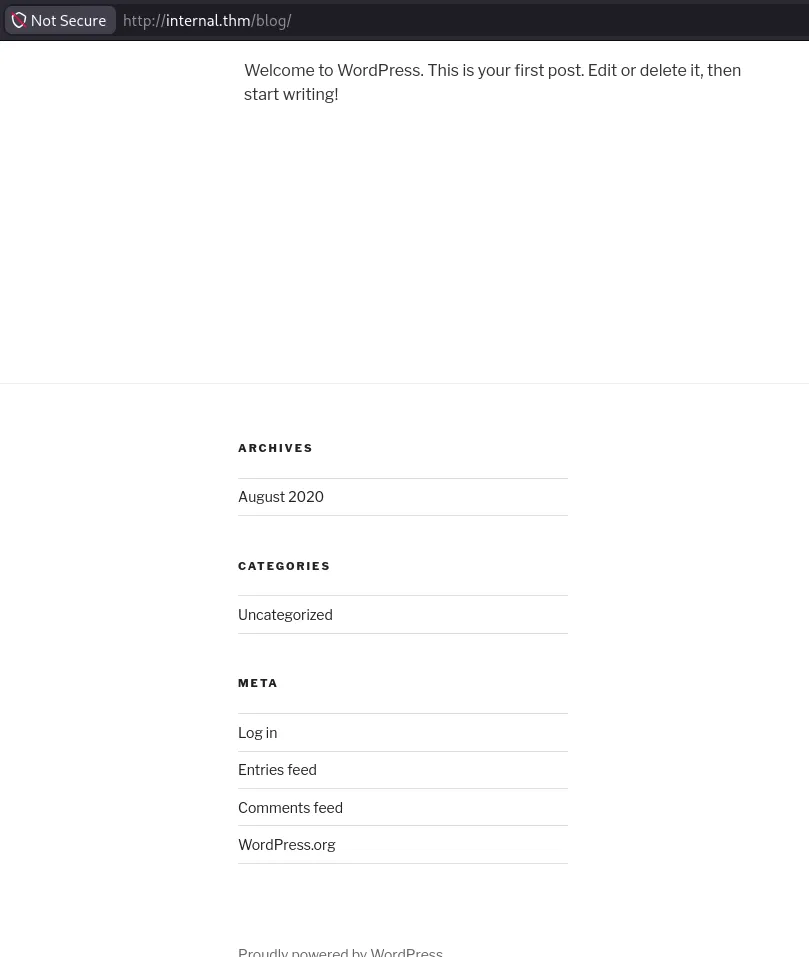 Not Secure http://internal.thm/blog/
Welcome to WordPress. This is your first post. Edit or delete it, then
start writing!
ARCHIVES
August 2020
CATEGORIES
Uncategorized
META
Log in
Entries feed
Comments feed
WordPress.org
Proudly powered by WordPress